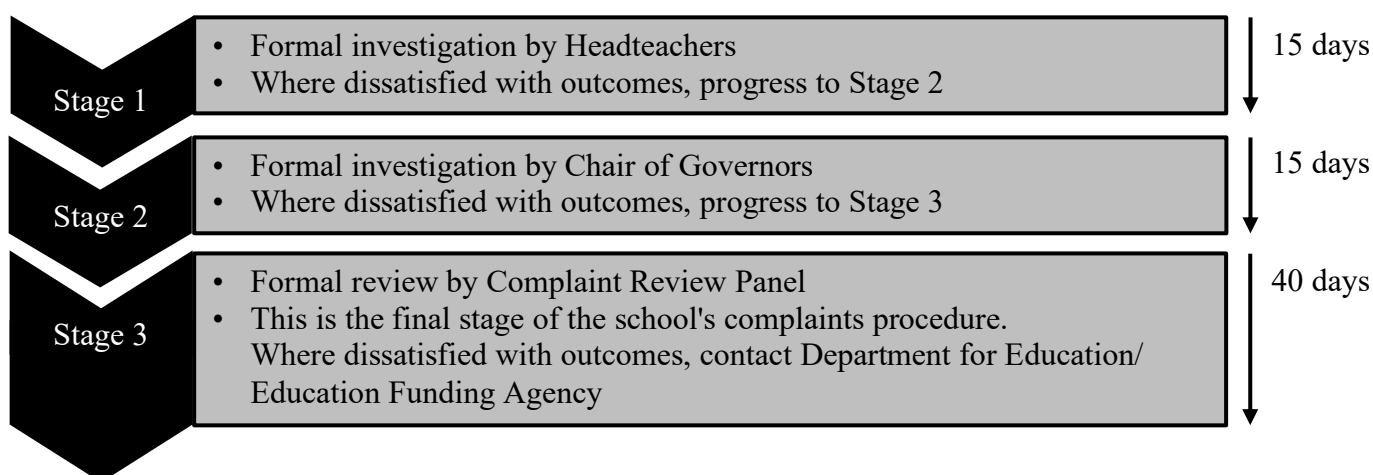 Stage 1
• Formal investigation by Headteachers
• Where dissatisfied with outcomes, progress to Stage 2
15 days
Stage 2
• Formal investigation by Chair of Governors
• Where dissatisfied with outcomes, progress to Stage 3
15 days
Stage 3
• Formal review by Complaint Review Panel
• This is the final stage of the school's complaints procedure.
Where dissatisfied with outcomes, contact Department for Education/
Education Funding Agency
40 days